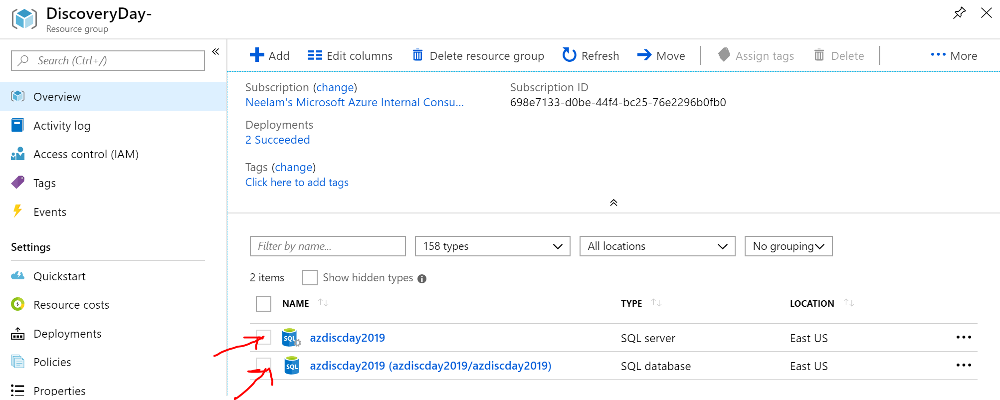 DiscoveryDay-
Resource group
Search (Ctrl+/)
Overview
Activity log
Access control (IAM)
Tags
Events
Settings
Quickstart
Resource costs
Deployments
Policies
Properties
Add Edit columns Delete resource group Refresh Move Assign tags Delete More
Subscription (change) Subscription ID
Neelam's Microsoft Azure Internal Consu... 698e7133-d0be-44f4-bc25-76e2296b0fb0
Deployments
2 Succeeded
Tags (change)
Click here to add tags
Filter by name... 158 types All locations No grouping
2 items Show hidden types
NAME TYPE LOCATION
SQL azdiscday2019 SQL server East US
SQL azdiscday2019 (azdiscday2019/azdiscday2019) SQL database East US